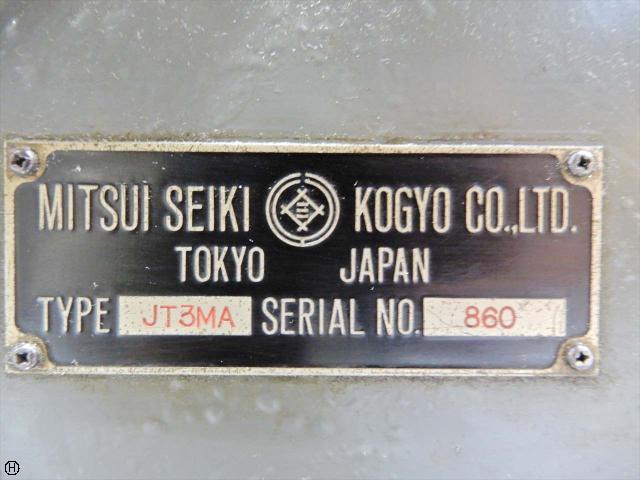 MITSUI SEIKI KOGYO CO.,LTD.
TOKYO JAPAN
TYPE JT3MA SERIAL NO. 860
H